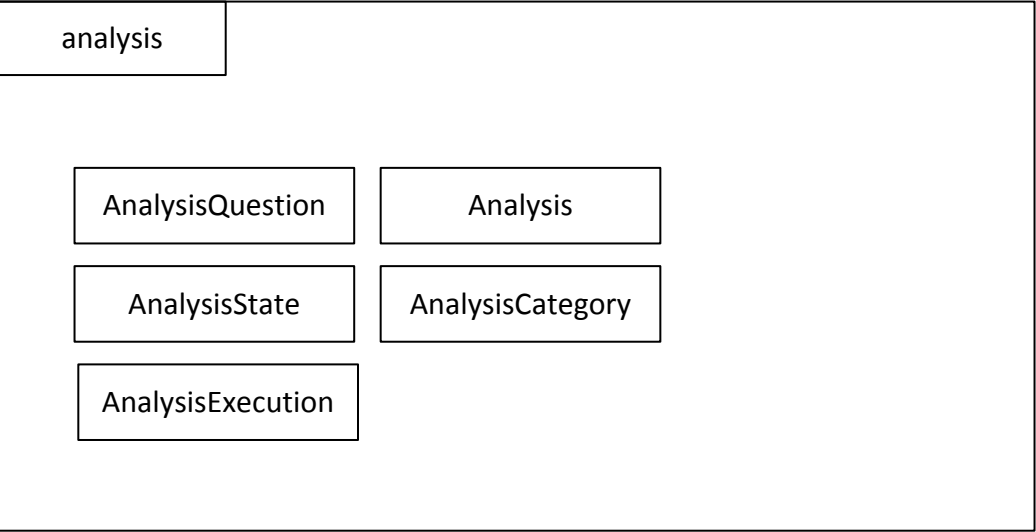 analysis
AnalysisQuestion
Analysis
AnalysisState
AnalysisCategory
AnalysisExecution